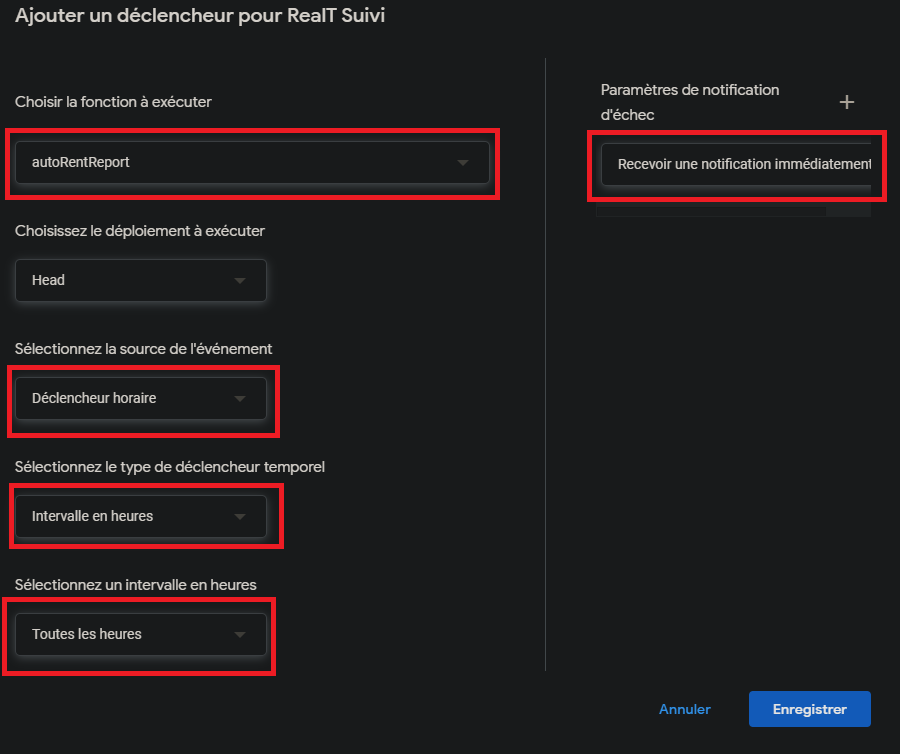 Ajouter un déclencheur pour RealT Suivi
Choisir la fonction à exécuter
autoRentReport
Choisissez le déploiement à exécuter
Head
Sélectionnez la source de l'événement
Déclencheur horaire
Sélectionnez le type de déclencheur temporel
Intervalle en heures
Sélectionnez un intervalle en heures
Toutes les heures
Paramètres de notification
d'échec
+
Recevoir une notification immédiatement
Annuler
Enregistrer